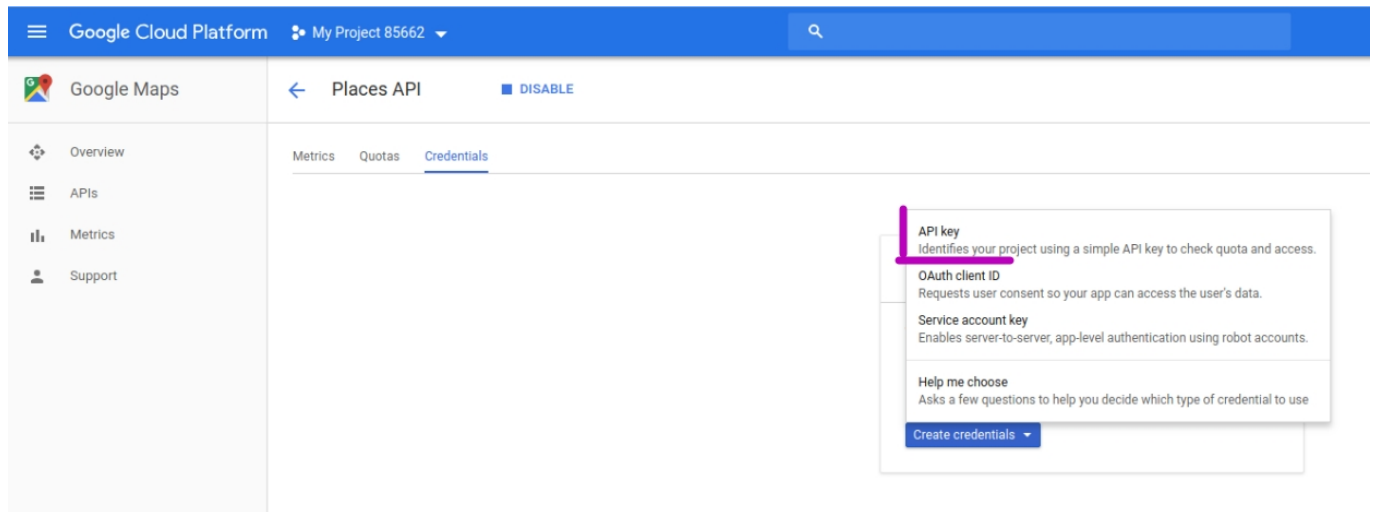 Google Cloud Platform My Project 85662
Google Maps
Places API DISABLE
Overview
APIs
Metrics
Support
Metrics Quotas Credentials
API key
Identifies your project using a simple API key to check quota and access.
OAuth client ID
Requests user consent so your app can access the user's data.
Service account key
Enables server-to-server, app-level authentication using robot accounts.
Help me choose
Asks a few questions to help you decide which type of credential to use
Create credentials